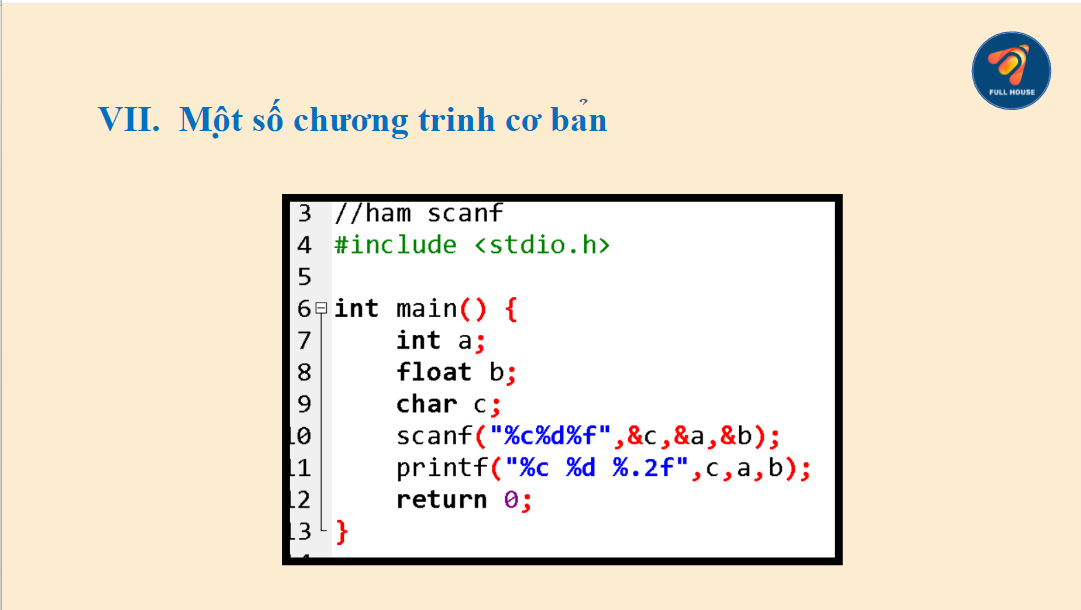 FULL HOUSE
VII. Một số chương trinh cơ bản
3 //ham scanf
4 #include <stdio.h>
5
6 int main() {
7 int a;
8 float b;
9 char c;
10 scanf("%c%d%f",&c,&a,&b);
11 printf("%c %d %.2f",c,a,b);
12 return 0;
13 }